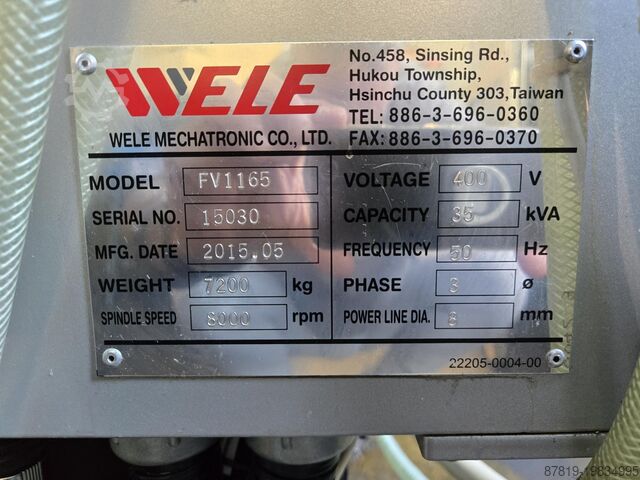 WELE
WELE MECHATRONIC CO., LTD.
No.458, Sinsing Rd.,
Hukou Township,
Hsinchu County 303,Taiwan
TEL: 886-3-696-0360
FAX: 886-3-696-0370
MODEL FV1165
SERIAL NO. 15030
MFG. DATE 2015.05
WEIGHT 7200 kg
SPINDLE SPEED 8000 rpm
VOLTAGE 400 V
CAPACITY 35 kVA
FREQUENCY 50 Hz
PHASE 3 ø
POWER LINE DIA. 8 mm
22205-0004-00
87819-19834995